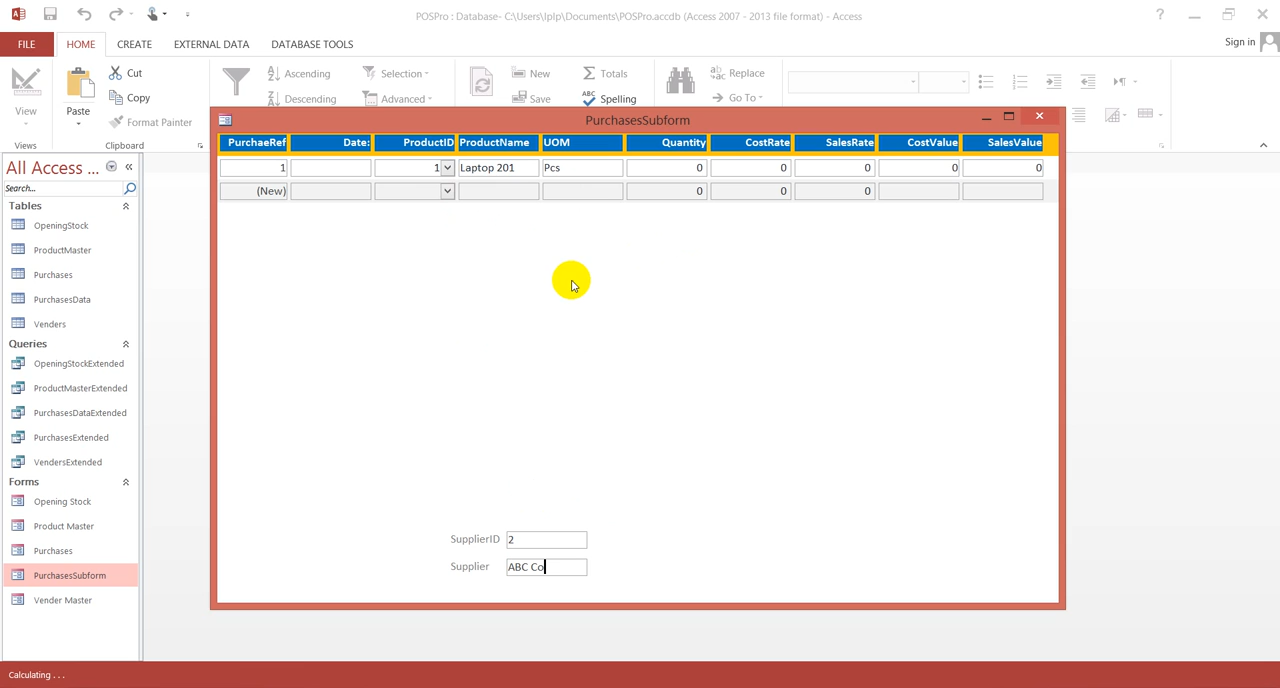 POSPro : Database- C:\Users\lplp\Documents\POSPro.accdb (Access 2007 - 2013 file format) - Access
?
FILE HOME CREATE EXTERNAL DATA DATABASE TOOLS Sign in
View
Views
Paste
Cut
Copy
Format Painter
Clipboard
Ascending
Descending
Selection
Advanced
New
Save
Totals
ABC Spelling
ab ac Replace
Go To
All Access ...
Search...
Tables
OpeningStock
ProductMaster
Purchases
PurchasesData
Venders
Queries
OpeningStockExtended
ProductMasterExtended
PurchasesDataExtended
PurchasesExtended
VendersExtended
Forms
Opening Stock
Product Master
Purchases
PurchasesSubform
Vender Master
PurchasesSubform
PurchaeRef Date: ProductID ProductName UOM Quantity CostRate SalesRate CostValue SalesValue
1 1 Laptop 201 Pcs 0 0 0 0 0
(New) 0 0 0
SupplierID 2
Supplier ABC Co
Calculating . . .